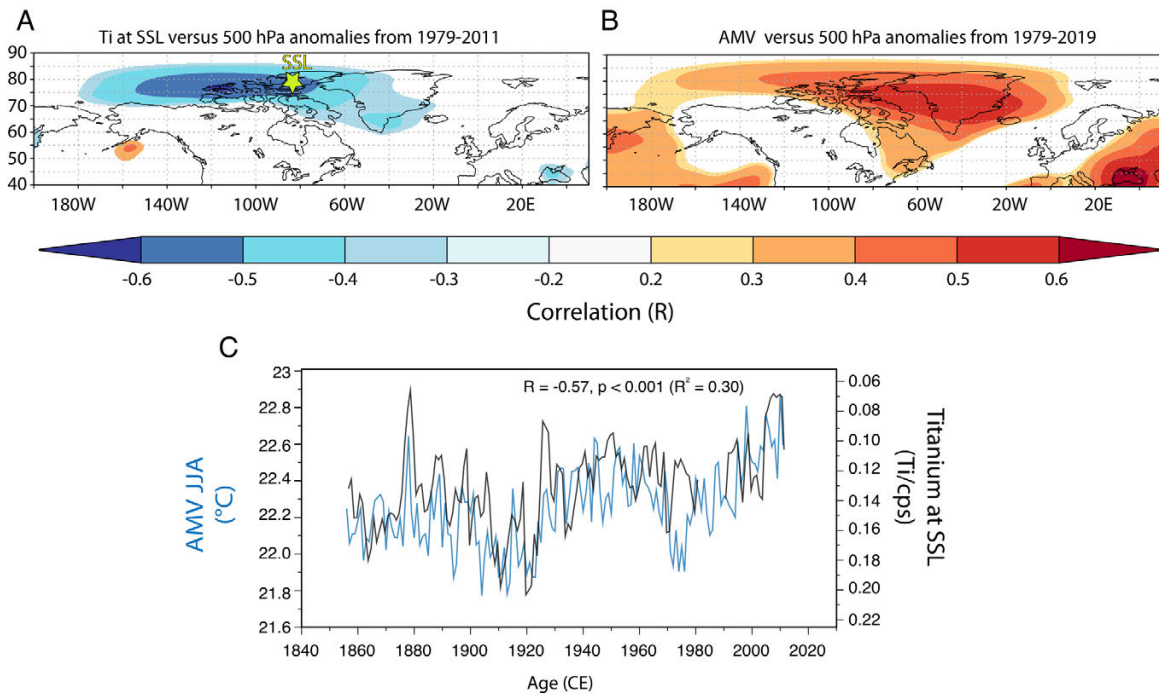 A
B
Ti at SSL versus 500 hPa anomalies from 1979-2011
AMV versus 500 hPa anomalies from 1979-2019
SSL
90
80
70
60
50
40
180W 140W 100W 60W 20W 20E
180W 140W 100W 60W 20W 20E
-0.6 -0.5 -0.4 -0.3 -0.2 0.2 0.3 0.4 0.5 0.6
Correlation (R)
C
R = -0.57, p < 0.001 (R² = 0.30)
AMV JJA
(°C)
23
22.8
22.6
22.4
22.2
22.0
21.8
21.6
0.06
0.08
0.10
0.12
0.14
0.16
0.18
0.20
0.22
Titanium at SSL
(Ti/cps)
1840 1860 1880 1900 1920 1940 1960 1980 2000 2020
Age (CE)